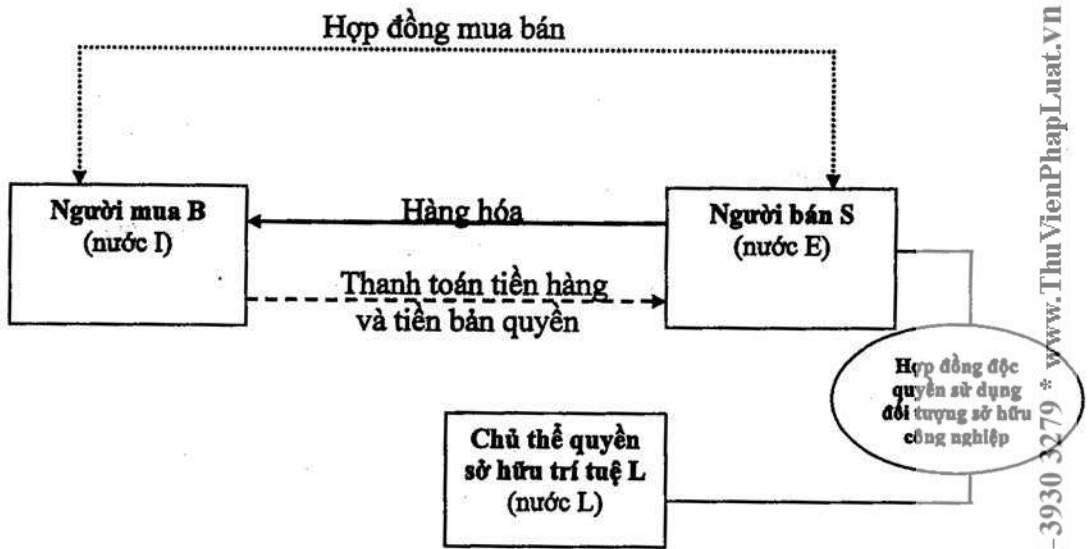 Hợp đồng mua bán
Người mua B
(nước I)
Hàng hóa
Người bán S
(nước E)
Thanh toán tiền hàng
và tiền bản quyền
Hợp đồng độc
quyền sử dụng
đối tượng sở hữu
công nghiệp
Chủ thể quyền
sở hữu trí tuệ L
(nước L)
-3930 3279 * www.ThuVienPhapLuat.vn